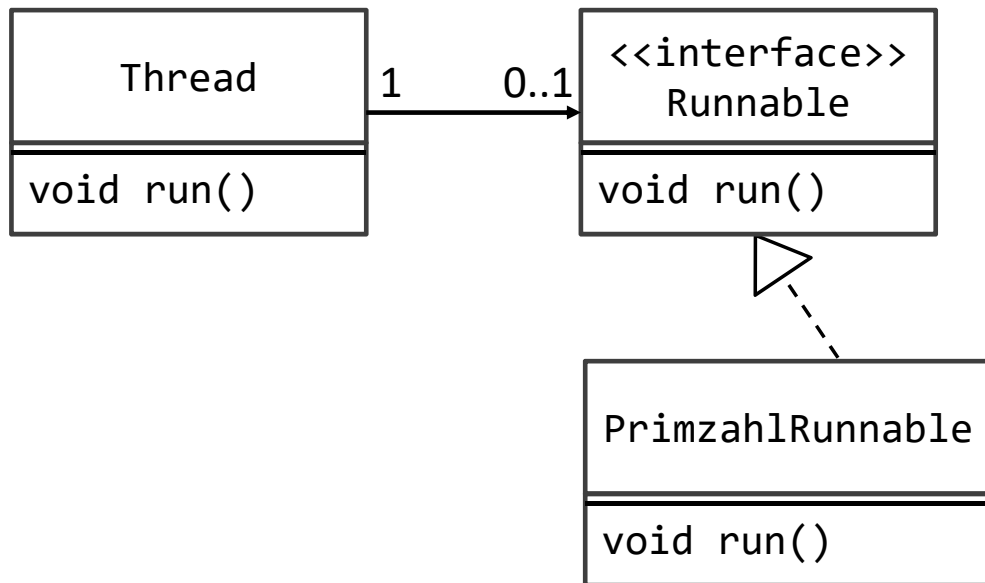 Thread
void run()
1
0..1
<<interface>>
Runnable
void run()
PrimzahlRunnable
void run()